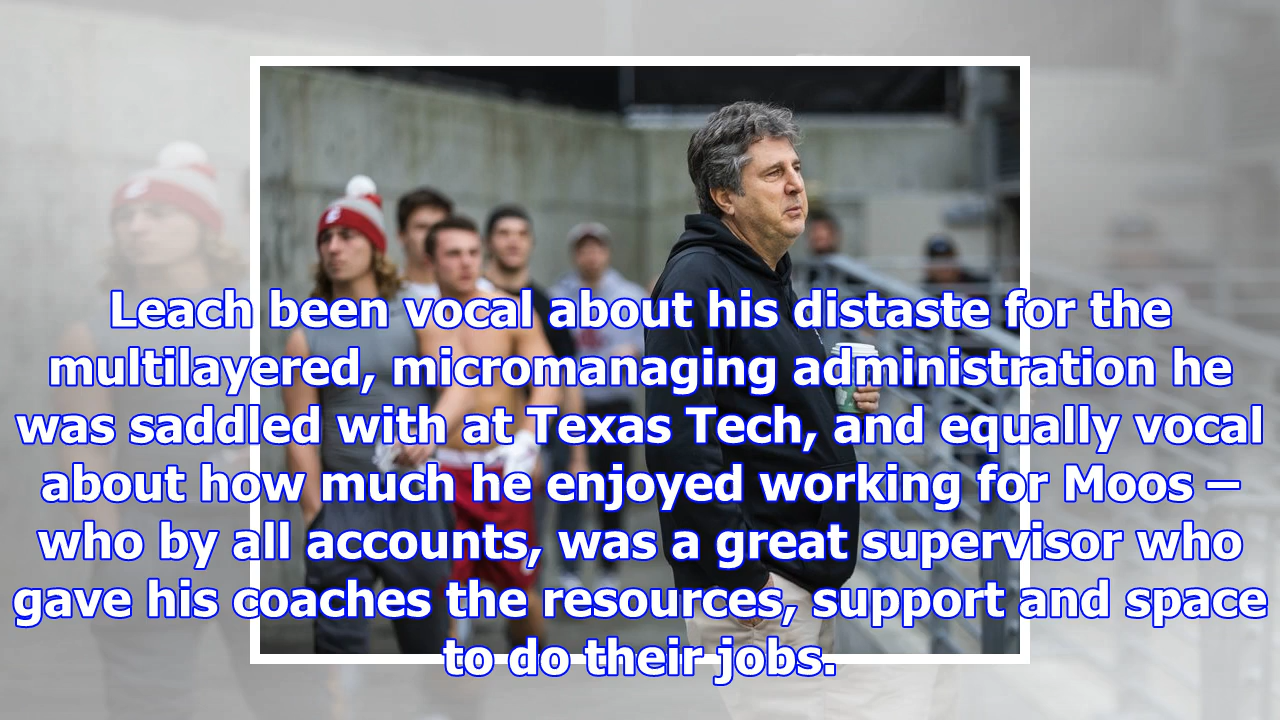 Leach been vocal about his distaste for the
multilayered, micromanaging administration he
was saddled with at Texas Tech, and equally vocal
about how much he enjoyed working for Moos –
who by all accounts, was a great supervisor who
gave his coaches the resources, support and space
to do their jobs.